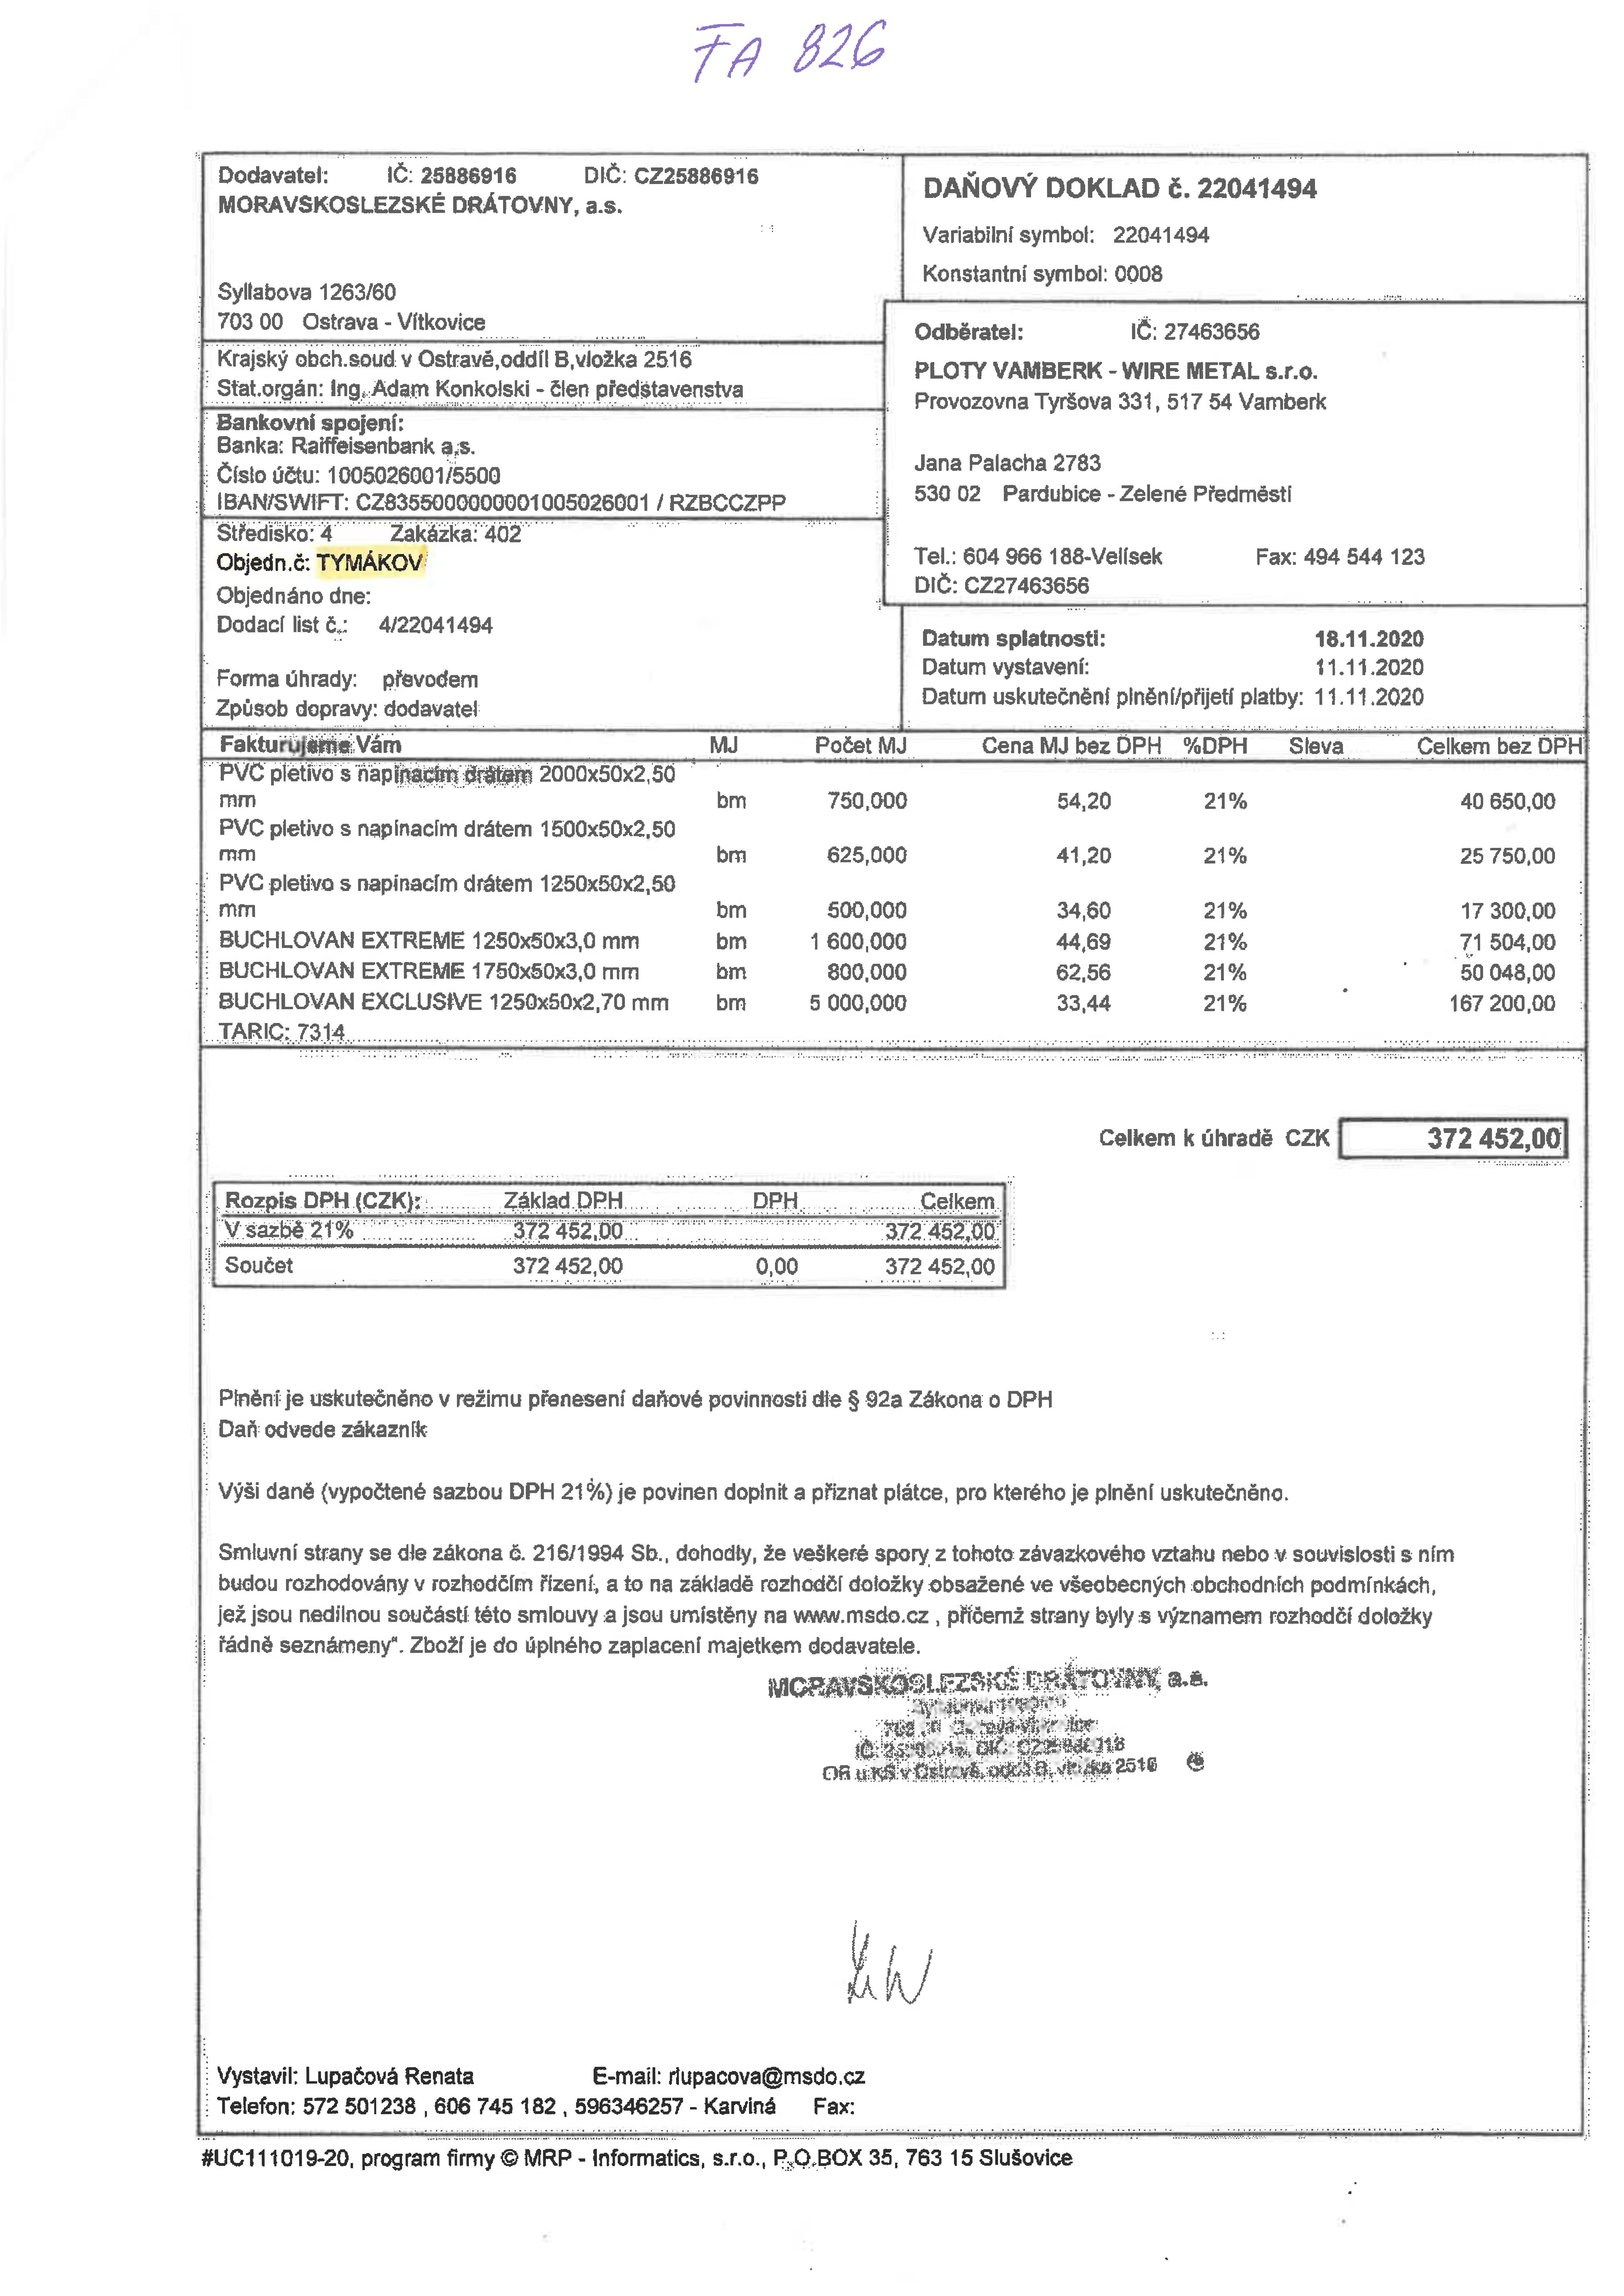 FA 826
Dodavatel: IČ: 25886916 DIČ: CZ25886916
MORAVSKOSLEZSKÉ DRÁTOVNY, a.s.
Syllabova 1263/60
703 00 Ostrava - Vítkovice
Krajský obch.soud v Ostravě,oddíl B,vložka 2516
Stat.orgán: Ing. Adam Konkolski - člen představenstva
Bankovní spojení:
Banka: Raiffeisenbank a.s.
Číslo účtu: 1005026001/5500
IBAN/SWIFT: CZ8355000000001005026001 / RZBCCZPP
Středisko: 4 Zakázka: 402
Objedn.č: TYMÁKOV
Objednáno dne:
Dodací list č.: 4/22041494
Forma úhrady: převodem
Způsob dopravy: dodavatel
DAŇOVÝ DOKLAD č. 22041494
Variabilní symbol: 22041494
Konstantní symbol: 0008
Odběratel: IČ: 27463656
PLOTY VAMBERK - WIRE METAL s.r.o.
Provozovna Tyršova 331, 517 54 Vamberk
Jana Palacha 2783
530 02 Pardubice - Zelené Předměstí
Tel.: 604 966 188-Velísek Fax: 494 544 123
DIČ: CZ27463656
Datum splatnosti: 18.11.2020
Datum vystavení: 11.11.2020
Datum uskutečnění plnění/přijetí platby: 11.11.2020
Fakturujeme Vám MJ Počet MJ Cena MJ bez DPH %DPH Sleva Celkem bez DPH
PVC pletivo s napínacím drátem 2000x50x2,50
mm bm 750,000 54,20 21% 40 650,00
PVC pletivo s napínacím drátem 1500x50x2,50
mm bm 625,000 41,20 21% 25 750,00
PVC pletivo s napínacím drátem 1250x50x2,50
mm bm 500,000 34,60 21% 17 300,00
BUCHLOVAN EXTREME 1250x50x3,0 mm bm 1 600,000 44,69 21% 71 504,00
BUCHLOVAN EXTREME 1750x50x3,0 mm bm 800,000 62,56 21% 50 048,00
BUCHLOVAN EXCLUSIVE 1250x50x2,70 mm bm 5 000,000 33,44 21% 167 200,00
TARIC: 7314
Celkem k úhradě CZK 372 452,00
Rozpis DPH (CZK): Základ DPH DPH Celkem
V sazbě 21% 372 452,00 372 452,00
Součet 372 452,00 0,00 372 452,00
Plnění je uskutečněno v režimu přenesení daňové povinnosti dle § 92a Zákona o DPH
Daň odvede zákazník
Výši daně (vypočtené sazbou DPH 21%) je povinen doplnit a přiznat plátce, pro kterého je plnění uskutečněno.
Smluvní strany se dle zákona č. 216/1994 Sb., dohodly, že veškeré spory z tohoto závazkového vztahu nebo v souvislosti s ním
budou rozhodovány v rozhodčím řízení, a to na základě rozhodčí doložky obsažené ve všeobecných obchodních podmínkách,
jež jsou nedílnou součástí této smlouvy a jsou umístěny na www.msdo.cz , přičemž strany byly s významem rozhodčí doložky
řádně seznámeny". Zboží je do úplného zaplacení majetkem dodavatele.
MORAVSKOSLEZSKÉ DRÁTOVNY, a.s.
OR u KS v Ostravě, oddíl B, vložka 2516
Vystavil: Lupačová Renata E-mail: rlupacova@msdo.cz
Telefon: 572 501238 , 606 745 182 , 596346257 - Karviná Fax:
#UC111019-20, program firmy © MRP - Informatics, s.r.o., P.O.BOX 35, 763 15 Slušovice